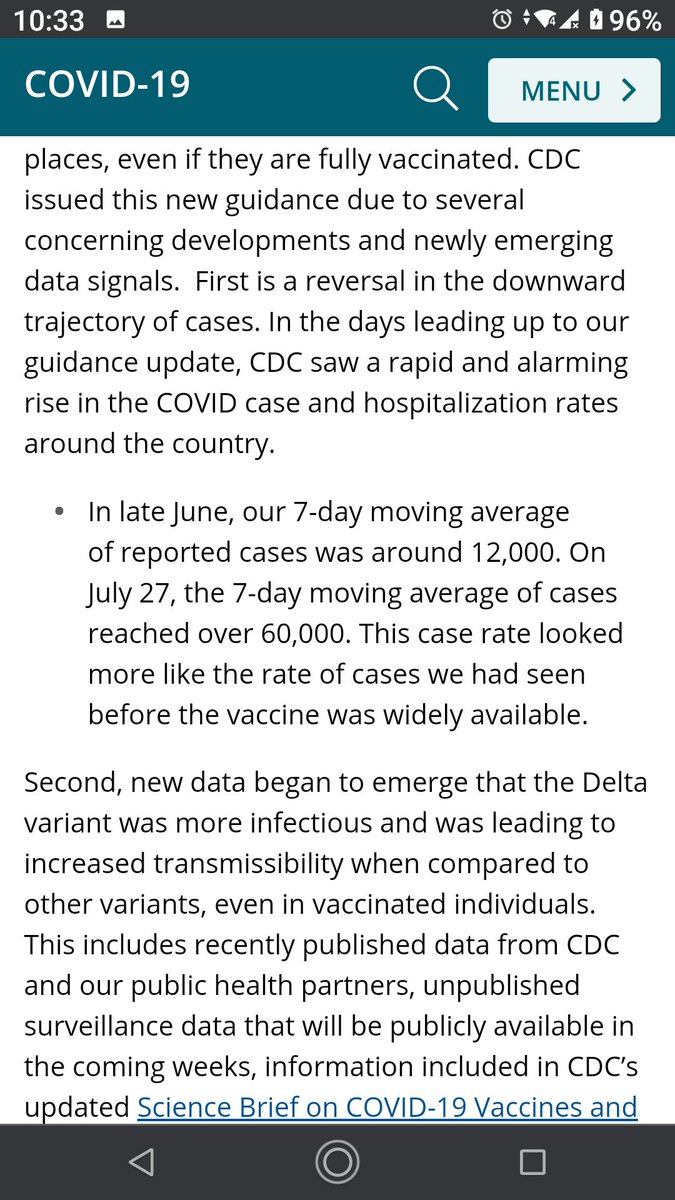 10:33
96%
COVID-19
MENU
places, even if they are fully vaccinated. CDC
issued this new guidance due to several
concerning developments and newly emerging
data signals.  First is a reversal in the downward
trajectory of cases. In the days leading up to our
guidance update, CDC saw a rapid and alarming
rise in the COVID case and hospitalization rates
around the country.
• In late June, our 7-day moving average
of reported cases was around 12,000. On
July 27, the 7-day moving average of cases
reached over 60,000. This case rate looked
more like the rate of cases we had seen
before the vaccine was widely available.
Second, new data began to emerge that the Delta
variant was more infectious and was leading to
increased transmissibility when compared to
other variants, even in vaccinated individuals.
This includes recently published data from CDC
and our public health partners, unpublished
surveillance data that will be publicly available in
the coming weeks, information included in CDC’s
updated Science Brief on COVID-19 Vaccines and